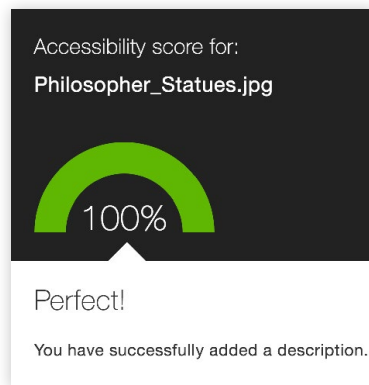 Accessibility score for:
Philosopher_Statues.jpg
100%
Perfect!
You have successfully added a description.